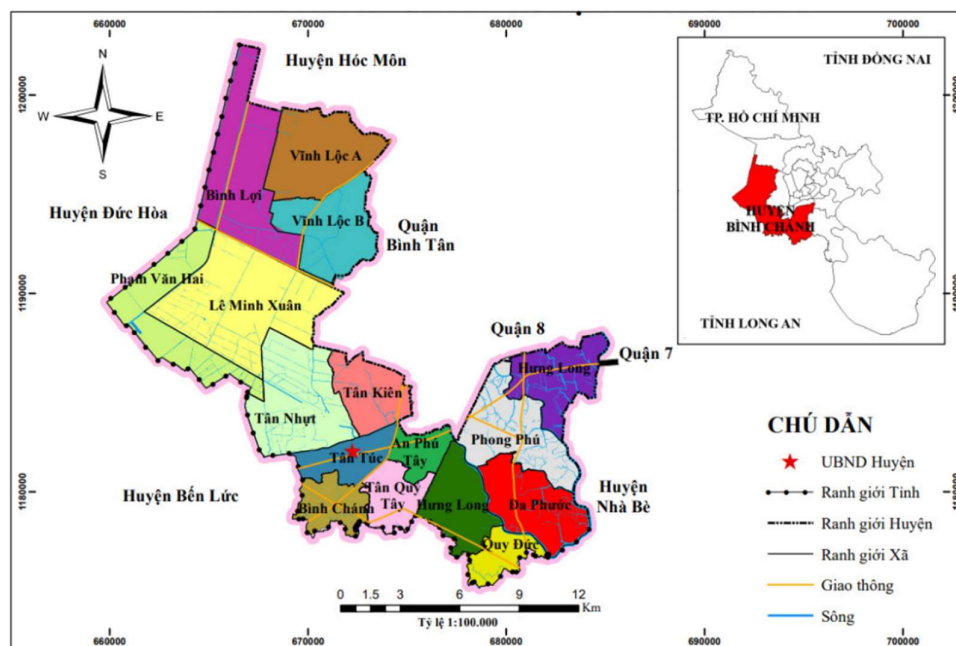 660000
670000
680000
690000
700000
Huyện Hóc Môn
TỈNH ĐỒNG NAI
N
W
E
S
1200000
TP. HỒ CHÍ MINH
Vĩnh Lộc A
Bình Lợi
Huyện Đức Hòa
Vĩnh Lộc B
Quận
Bình Tân
HUYỆN
BÌNH CHÁNH
Phạm Văn Hai
1190000
1190000
Lê Minh Xuân
TỈNH LONG AN
Quận 8
Quận 7
Hưng Long
Tân Kiên
Tân Nhựt
CHÚ DẪN
An Phú
Tây
Phong Phú
Tân Túc
UBND Huyện
1180000
Huyện Bến Lức
Tân Quý
Tây
Bình Chánh
Hưng Long
Đa Phước
Huyện
Nhà Bè
Ranh giới Tỉnh
Ranh giới Huyện
Quy Đức
Ranh giới Xã
Giao thông
Sông
0 1.5 3 6 9 12
Km
Tỷ lệ 1:100.000
660000
670000
680000
690000
700000